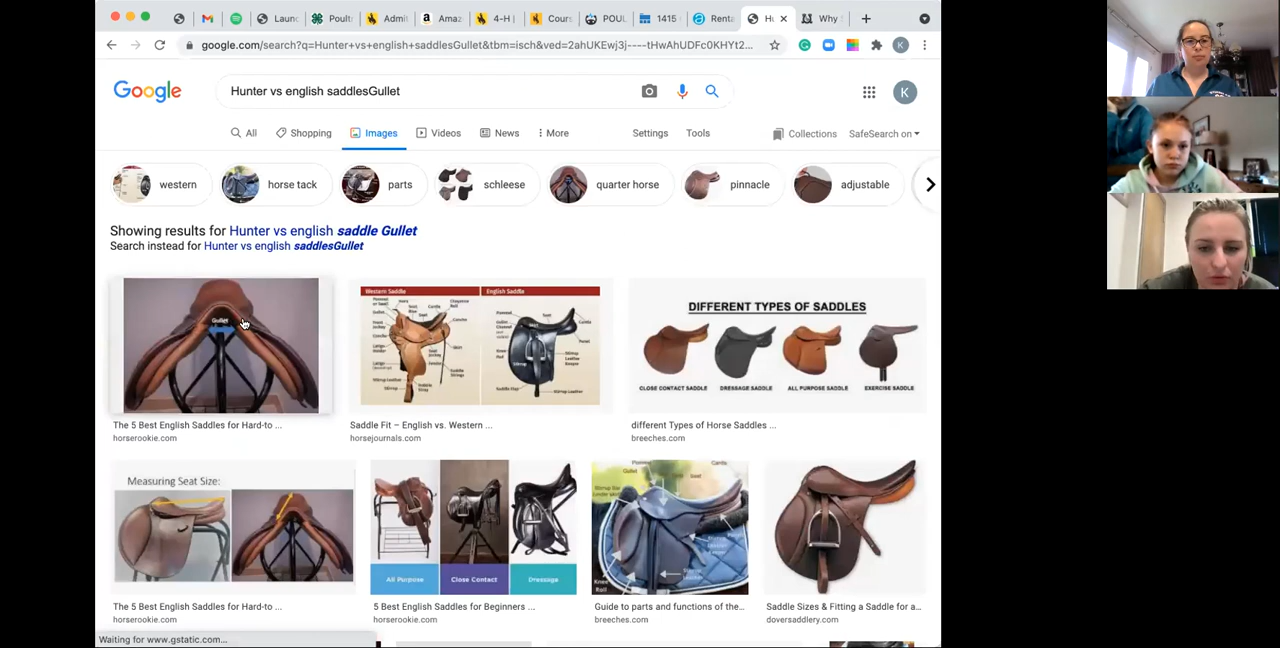 Laun
Poult
Admi
Amaz
4-H
Cours
POUL
1415
Renta
Hu
Why
google.com/search?q=Hunter+vs+english+saddlesGullet&tbm=isch&ved=2ahUKEwj3j----tHwAhUDFc0KHYt2...
K
Google
Hunter vs english saddlesGullet
K
All
Shopping
Images
Videos
News
More
Settings
Tools
Collections
SafeSearch on
western
horse tack
parts
schleese
quarter horse
pinnacle
adjustable
Showing results for Hunter vs english saddle Gullet
Search instead for Hunter vs english saddlesGullet
Gullet
Western Saddle
English Saddle
DIFFERENT TYPES OF SADDLES
CLOSE CONTACT SADDLE
DRESSAGE SADDLE
ALL PURPOSE SADDLE
EXERCISE SADDLE
The 5 Best English Saddles for Hard-to ...
horserookie.com
Saddle Fit – English vs. Western ...
horsejournals.com
different Types of Horse Saddles ...
breeches.com
Measuring Seat Size:
All Purpose
Close Contact
Dressage
The 5 Best English Saddles for Hard-to ...
horserookie.com
5 Best English Saddles for Beginners ...
horserookie.com
Guide to parts and functions of the...
breeches.com
Saddle Sizes & Fitting a Saddle for a...
doversaddlery.com
Waiting for www.gstatic.com...